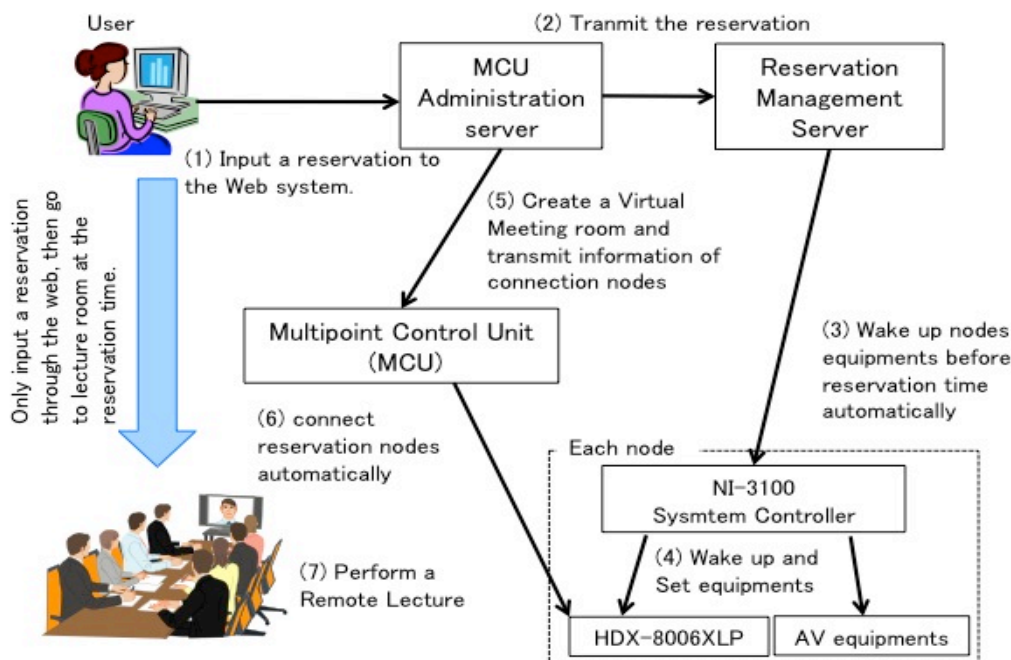 User
(2) Tranmit the reservation
MCU
Administration
server
Reservation
Management
Server
(1) Input a reservation to
the Web system.
Only input a reservation
through the web, then go
to lecture room at the
reservation time.
(5) Create a Virtual
Meeting room and
transmit information of
connection nodes
Multipoint Control Unit
(MCU)
(3) Wake up nodes
equipments before
reservation time
automatically
(6) connect
reservation nodes
automatically
Each node
NI-3100
Sysmtem Controller
(4) Wake up and
Set equipments
(7) Perform a
Remote Lecture
HDX-8006XLP
AV equipments